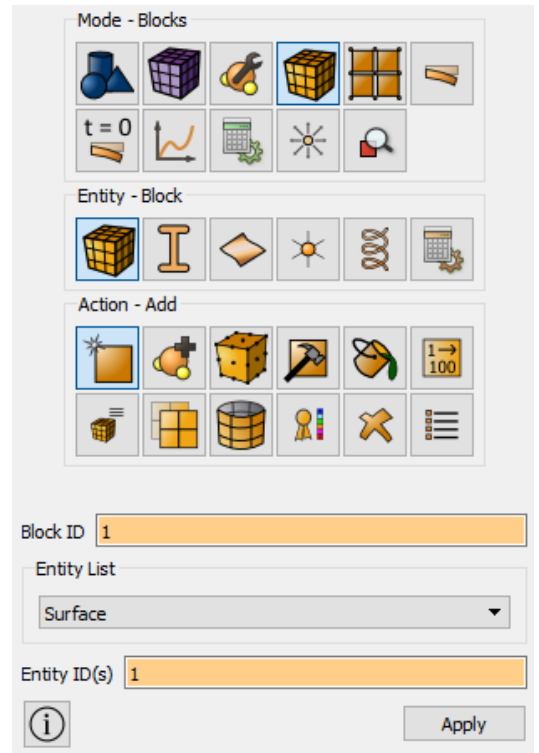 Mode - Blocks
t = 0
Entity - Block
Action - Add
1→
100
Block ID 1
Entity List
Surface
Entity ID(s) 1
i Apply